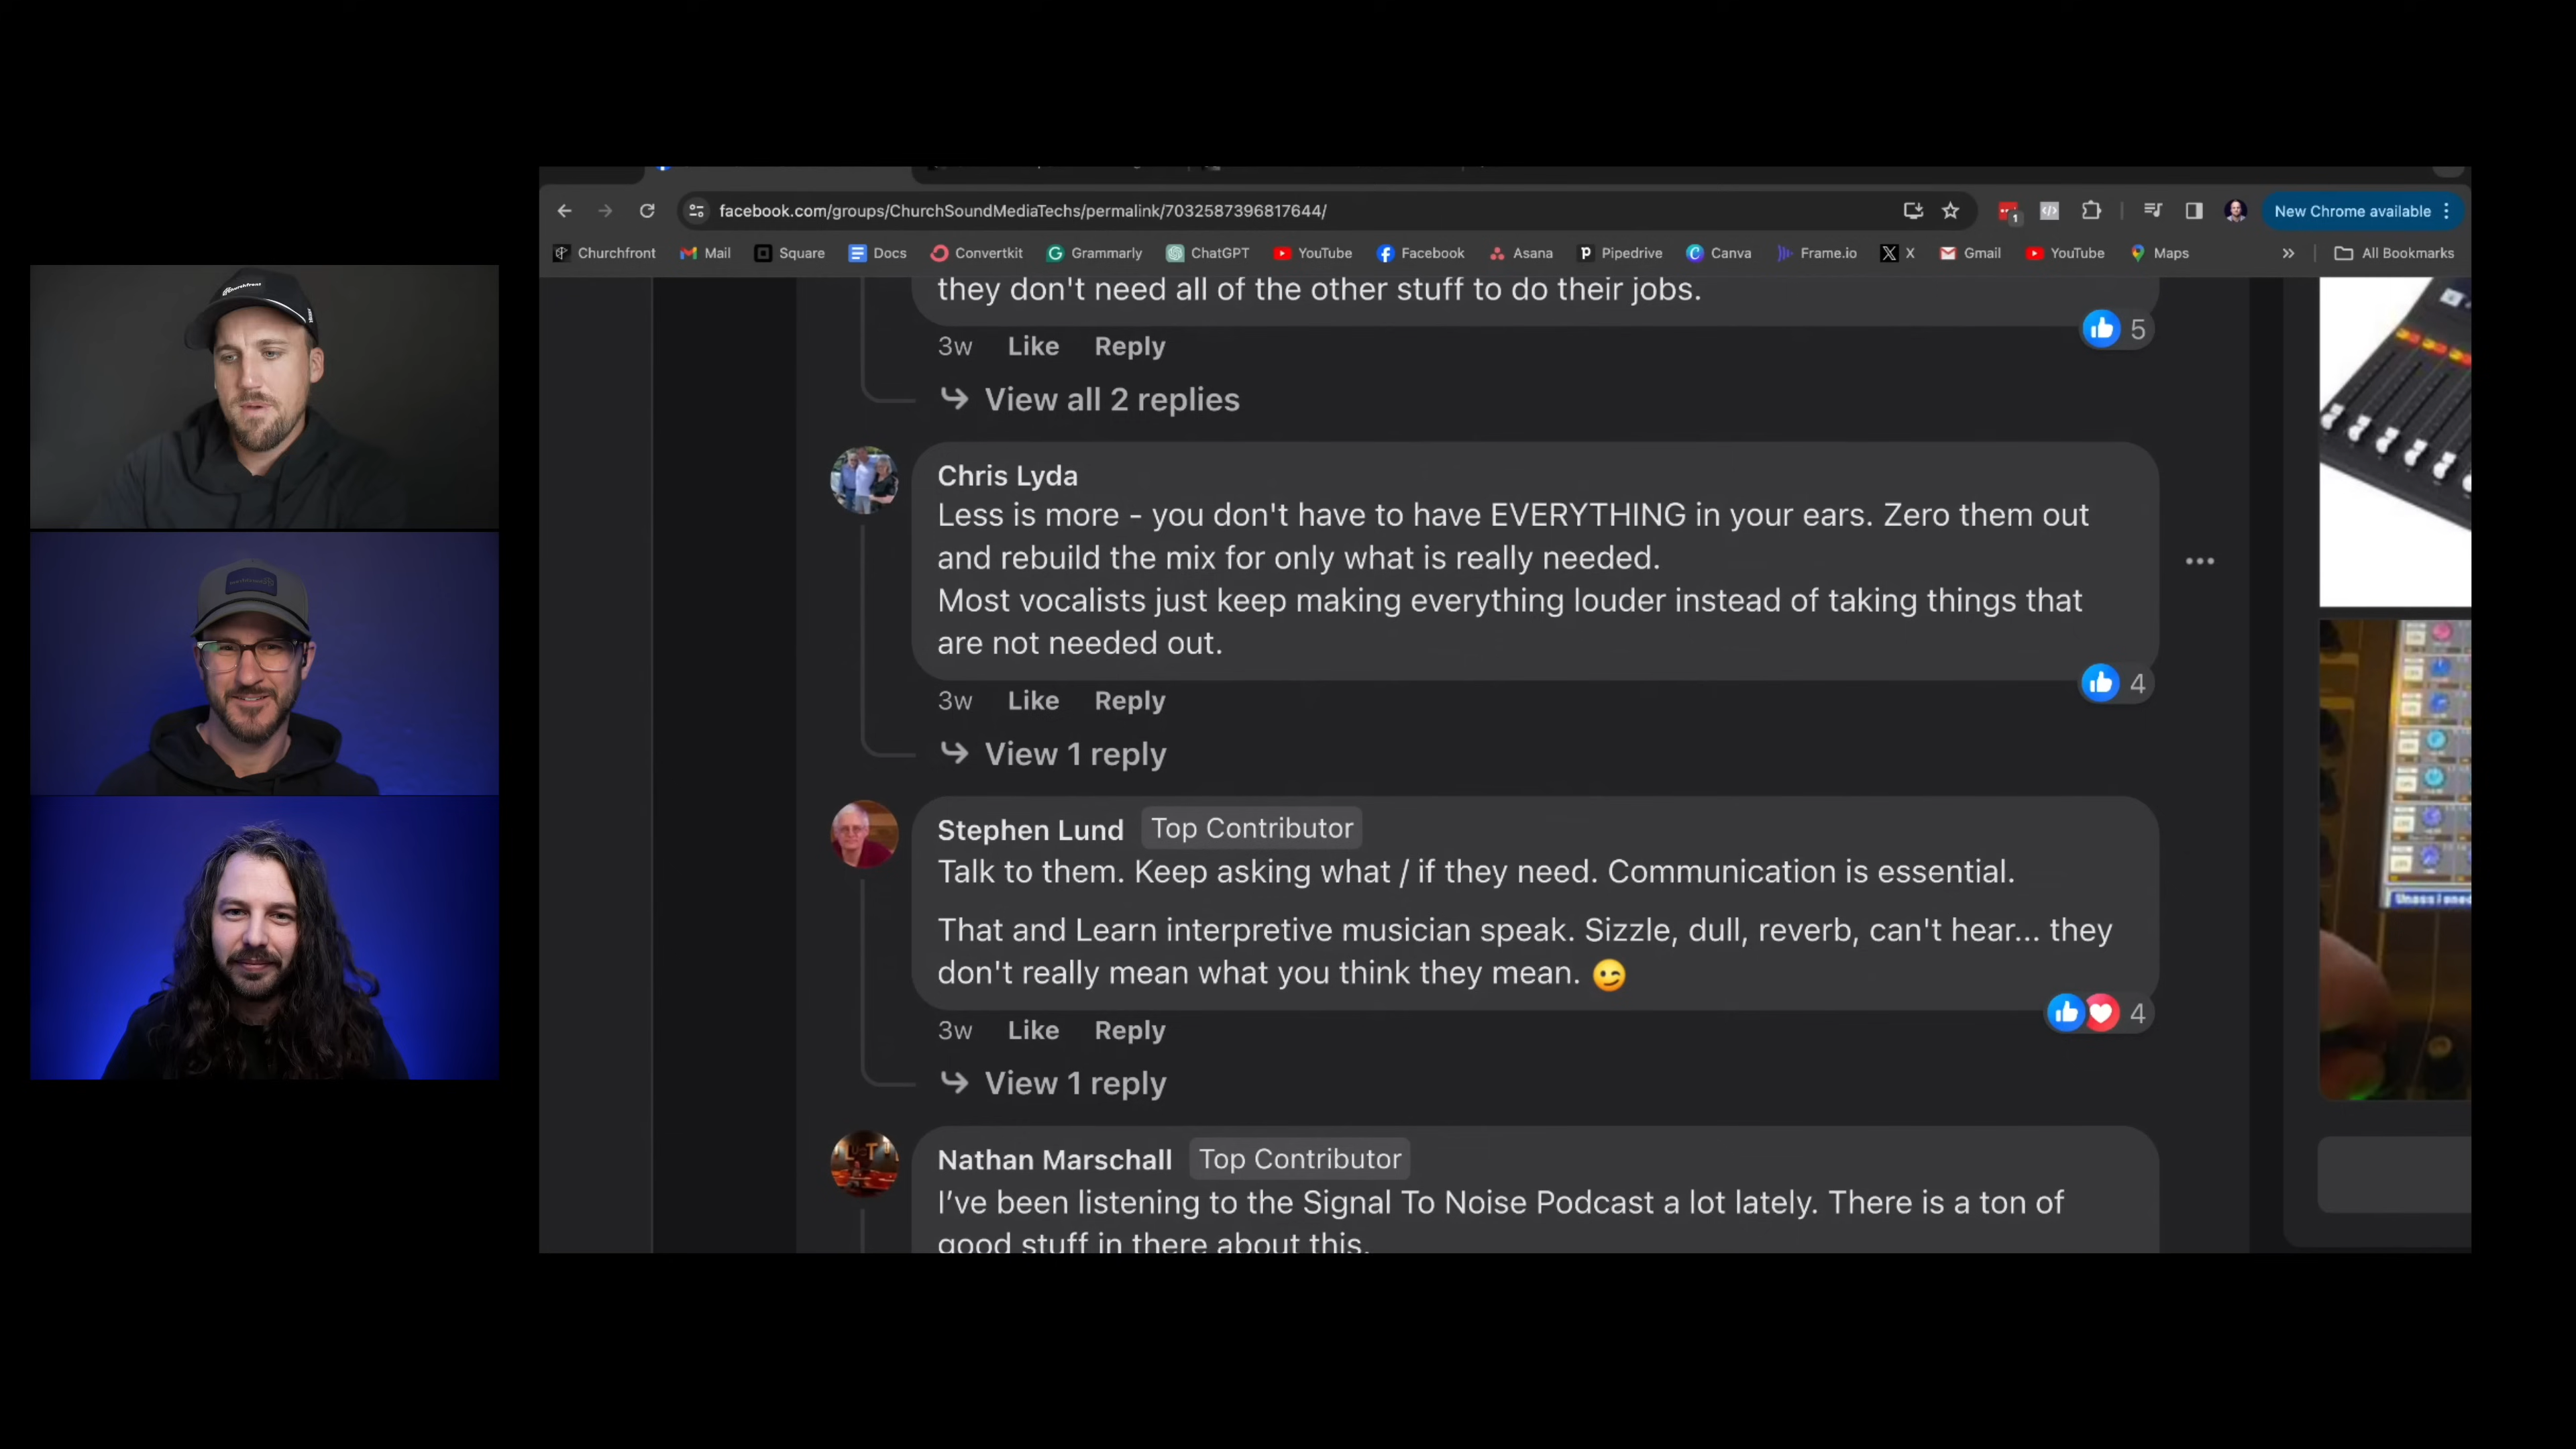 facebook.com/groups/ChurchSoundMediaTechs/permalink/7032587396817644/
1
New Chrome available
Churchfront Mail Square Docs Convertkit Grammarly ChatGPT YouTube Facebook Asana Pipedrive Canva Frame.io X Gmail YouTube Maps All Bookmarks
they don't need all of the other stuff to do their jobs.
5
3w Like Reply
View all 2 replies
Chris Lyda
Less is more - you don't have to have EVERYTHING in your ears. Zero them out
and rebuild the mix for only what is really needed.
Most vocalists just keep making everything louder instead of taking things that
are not needed out.
4
3w Like Reply
View 1 reply
Stephen Lund Top Contributor
Talk to them. Keep asking what / if they need. Communication is essential.
That and Learn interpretive musician speak. Sizzle, dull, reverb, can't hear... they
don't really mean what you think they mean. 😉
4
3w Like Reply
View 1 reply
Nathan Marschall Top Contributor
I've been listening to the Signal To Noise Podcast a lot lately. There is a ton of
good stuff in there about this.
churchfront